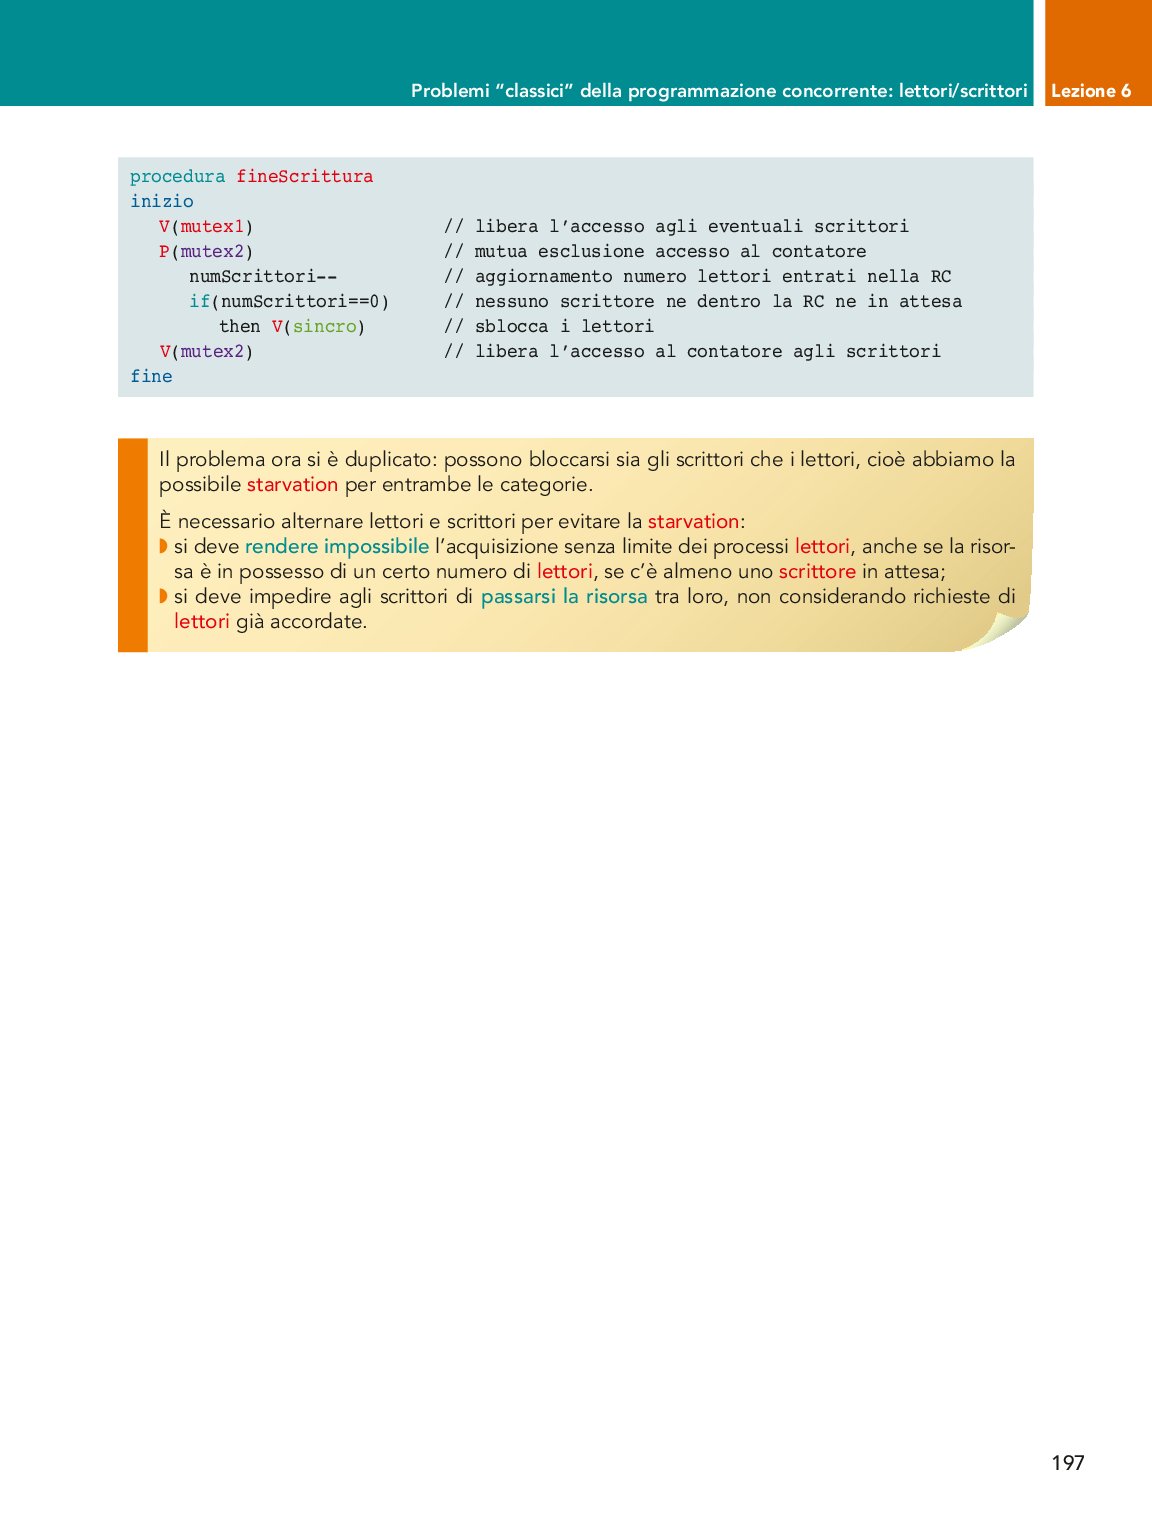 Problemi “classici” della programmazione concorrente: lettori/scrittori Lezione 6
procedura fineScrittura
inizio
V(mutex1) // libera l’accesso agli eventuali scrittori
P(mutex2) // mutua esclusione accesso al contatore
numScrittori-- // aggiornamento numero lettori entrati nella RC
if(numScrittori==0) // nessuno scrittore ne dentro la RC ne in attesa
then V(sincro) // sblocca i lettori
V(mutex2) // libera l’accesso al contatore agli scrittori
fine
Il problema ora si è duplicato: possono bloccarsi sia gli scrittori che i lettori, cioè abbiamo la
possibile starvation per entrambe le categorie.
È necessario alternare lettori e scrittori per evitare la starvation:
◗ si deve rendere impossibile l’acquisizione senza limite dei processi lettori, anche se la risor-
sa è in possesso di un certo numero di lettori, se c’è almeno uno scrittore in attesa;
◗ si deve impedire agli scrittori di passarsi la risorsa tra loro, non considerando richieste di
lettori già accordate.
197